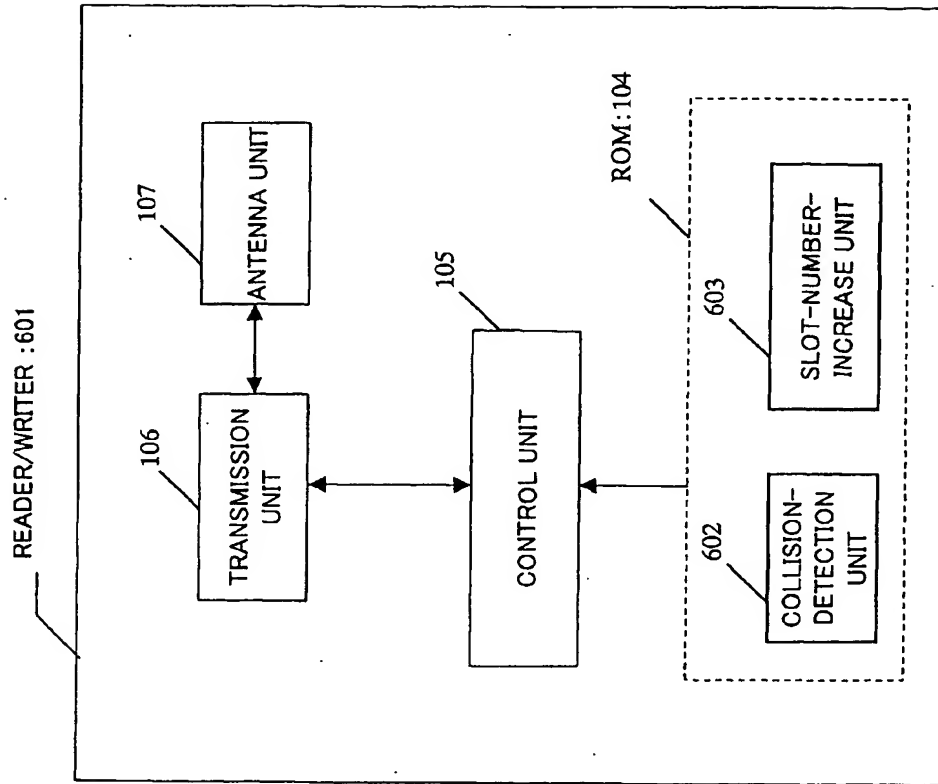 READER/WRITER :601
106
TRANSMISSION
UNIT
107
ANTENNA UNIT
105
CONTROL UNIT
ROM:104
602
COLLISION-
DETECTION
UNIT
603
SLOT-NUMBER-
INCREASE UNIT